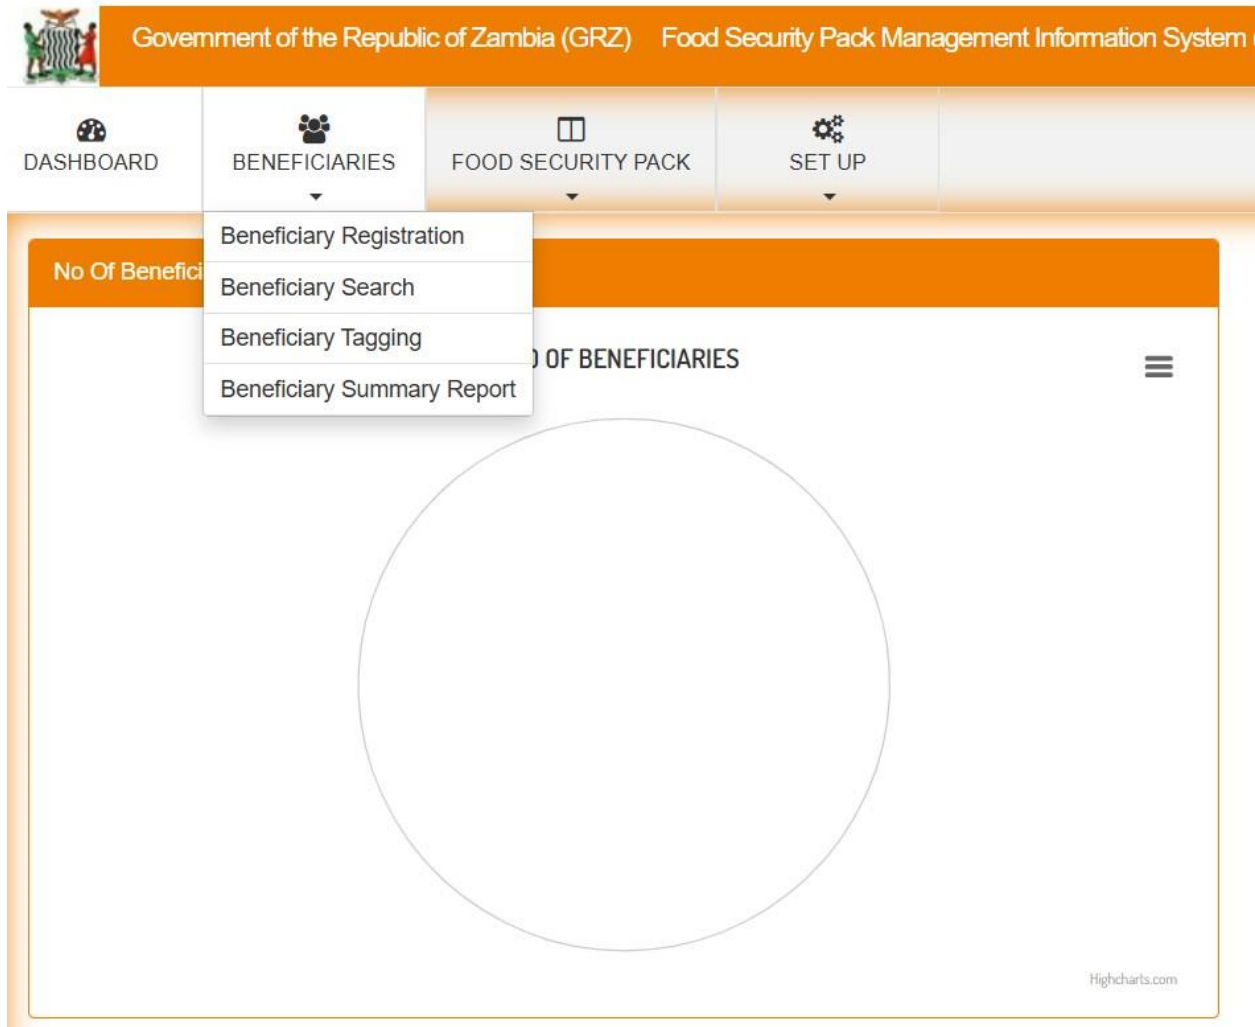 Government of the Republic of Zambia (GRZ) Food Security Pack Management Information System
DASHBOARD
BENEFICIARIES
FOOD SECURITY PACK
SET UP
Beneficiary Registration
No Of
Beneficiary Search
Beneficiary Tagging
OF BENEFICIARIES
Beneficiary Summary Report
Highcharts.com